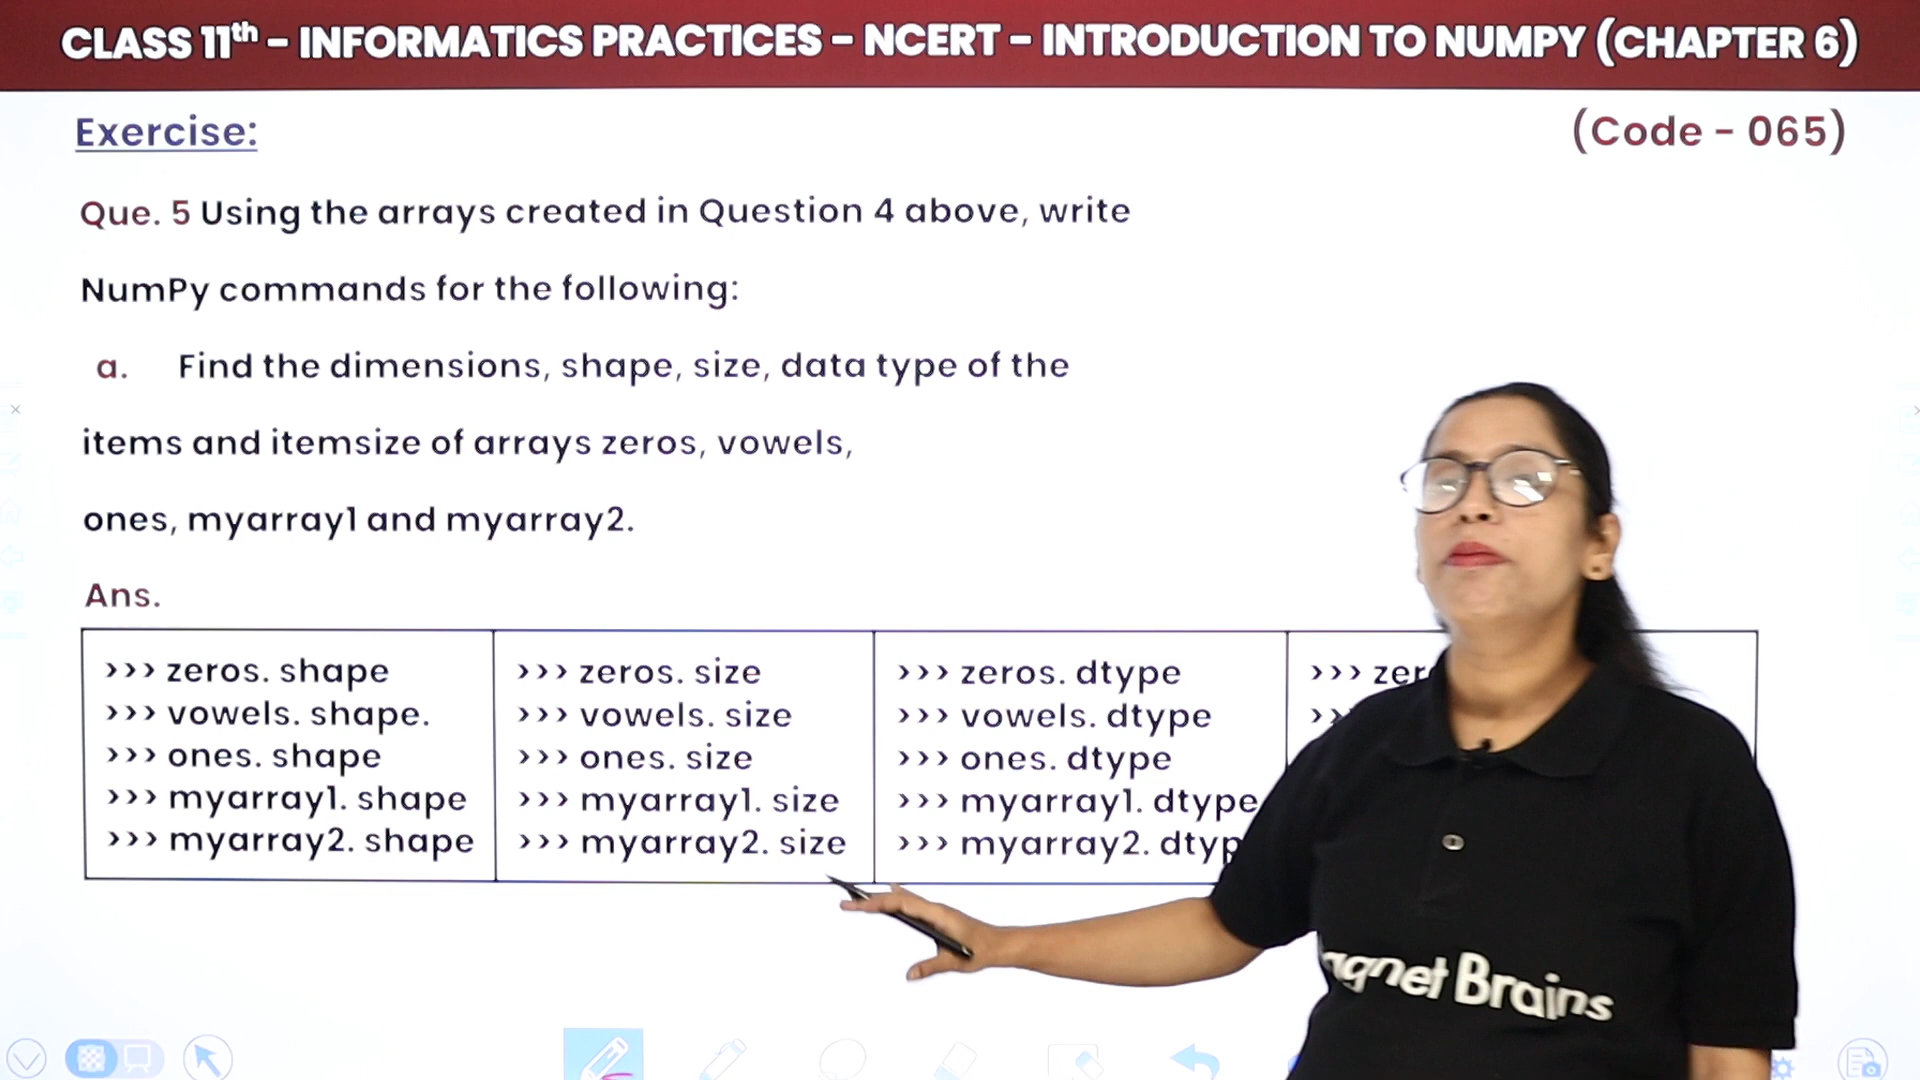 CLASS 11th - INFORMATICS PRACTICES - NCERT - INTRODUCTION TO NUMPY (CHAPTER 6)
Exercise:
(Code - 065)
Que. 5 Using the arrays created in Question 4 above, write
NumPy commands for the following:
a. Find the dimensions, shape, size, data type of the
items and itemsize of arrays zeros, vowels,
ones, myarray1 and myarray2.
Ans.
››› zeros. shape
››› vowels. shape.
››› ones. shape
››› myarray1. shape
››› myarray2. shape
››› zeros. size
››› vowels. size
››› ones. size
››› myarray1. size
››› myarray2. size
››› zeros. dtype
››› vowels. dtype
››› ones. dtype
››› myarray1. dtype
››› myarray2. dtyp
›››
Brains